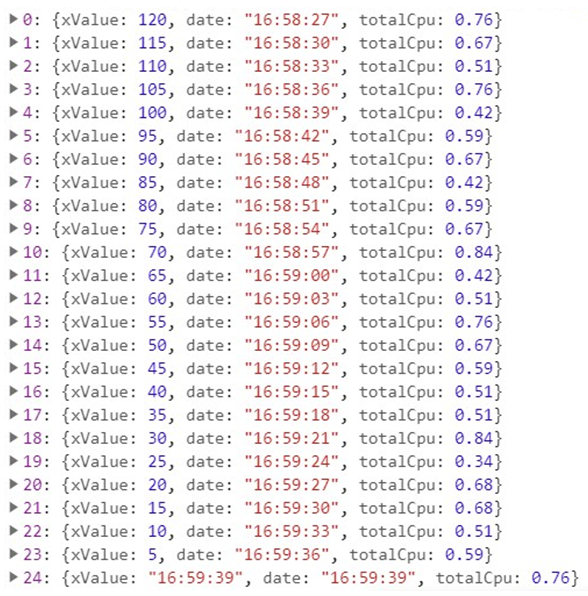 ▶0: {xValue: 120, date: "16:58:27", totalCpu: 0.76}
▶1: {xValue: 115, date: "16:58:30", totalCpu: 0.67}
▶2: {xValue: 110, date: "16:58:33", totalCpu: 0.51}
▶3: {xValue: 105, date: "16:58:36", totalCpu: 0.76}
▶4: {xValue: 100, date: "16:58:39", totalCpu: 0.42}
▶5: {xValue: 95, date: "16:58:42", totalCpu: 0.59}
▶6: {xValue: 90, date: "16:58:45", totalCpu: 0.67}
▶7: {xValue: 85, date: "16:58:48", totalCpu: 0.42}
▶8: {xValue: 80, date: "16:58:51", totalCpu: 0.59}
▶9: {xValue: 75, date: "16:58:54", totalCpu: 0.67}
▶10: {xValue: 70, date: "16:58:57", totalCpu: 0.84}
▶11: {xValue: 65, date: "16:59:00", totalCpu: 0.42}
▶12: {xValue: 60, date: "16:59:03", totalCpu: 0.51}
▶13: {xValue: 55, date: "16:59:06", totalCpu: 0.76}
▶14: {xValue: 50, date: "16:59:09", totalCpu: 0.67}
▶15: {xValue: 45, date: "16:59:12", totalCpu: 0.59}
▶16: {xValue: 40, date: "16:59:15", totalCpu: 0.51}
▶17: {xValue: 35, date: "16:59:18", totalCpu: 0.51}
▶18: {xValue: 30, date: "16:59:21", totalCpu: 0.84}
▶19: {xValue: 25, date: "16:59:24", totalCpu: 0.34}
▶20: {xValue: 20, date: "16:59:27", totalCpu: 0.68}
▶21: {xValue: 15, date: "16:59:30", totalCpu: 0.68}
▶22: {xValue: 10, date: "16:59:33", totalCpu: 0.51}
▶23: {xValue: 5, date: "16:59:36", totalCpu: 0.59}
▶24: {xValue: "16:59:39", date: "16:59:39", totalCpu: 0.76}